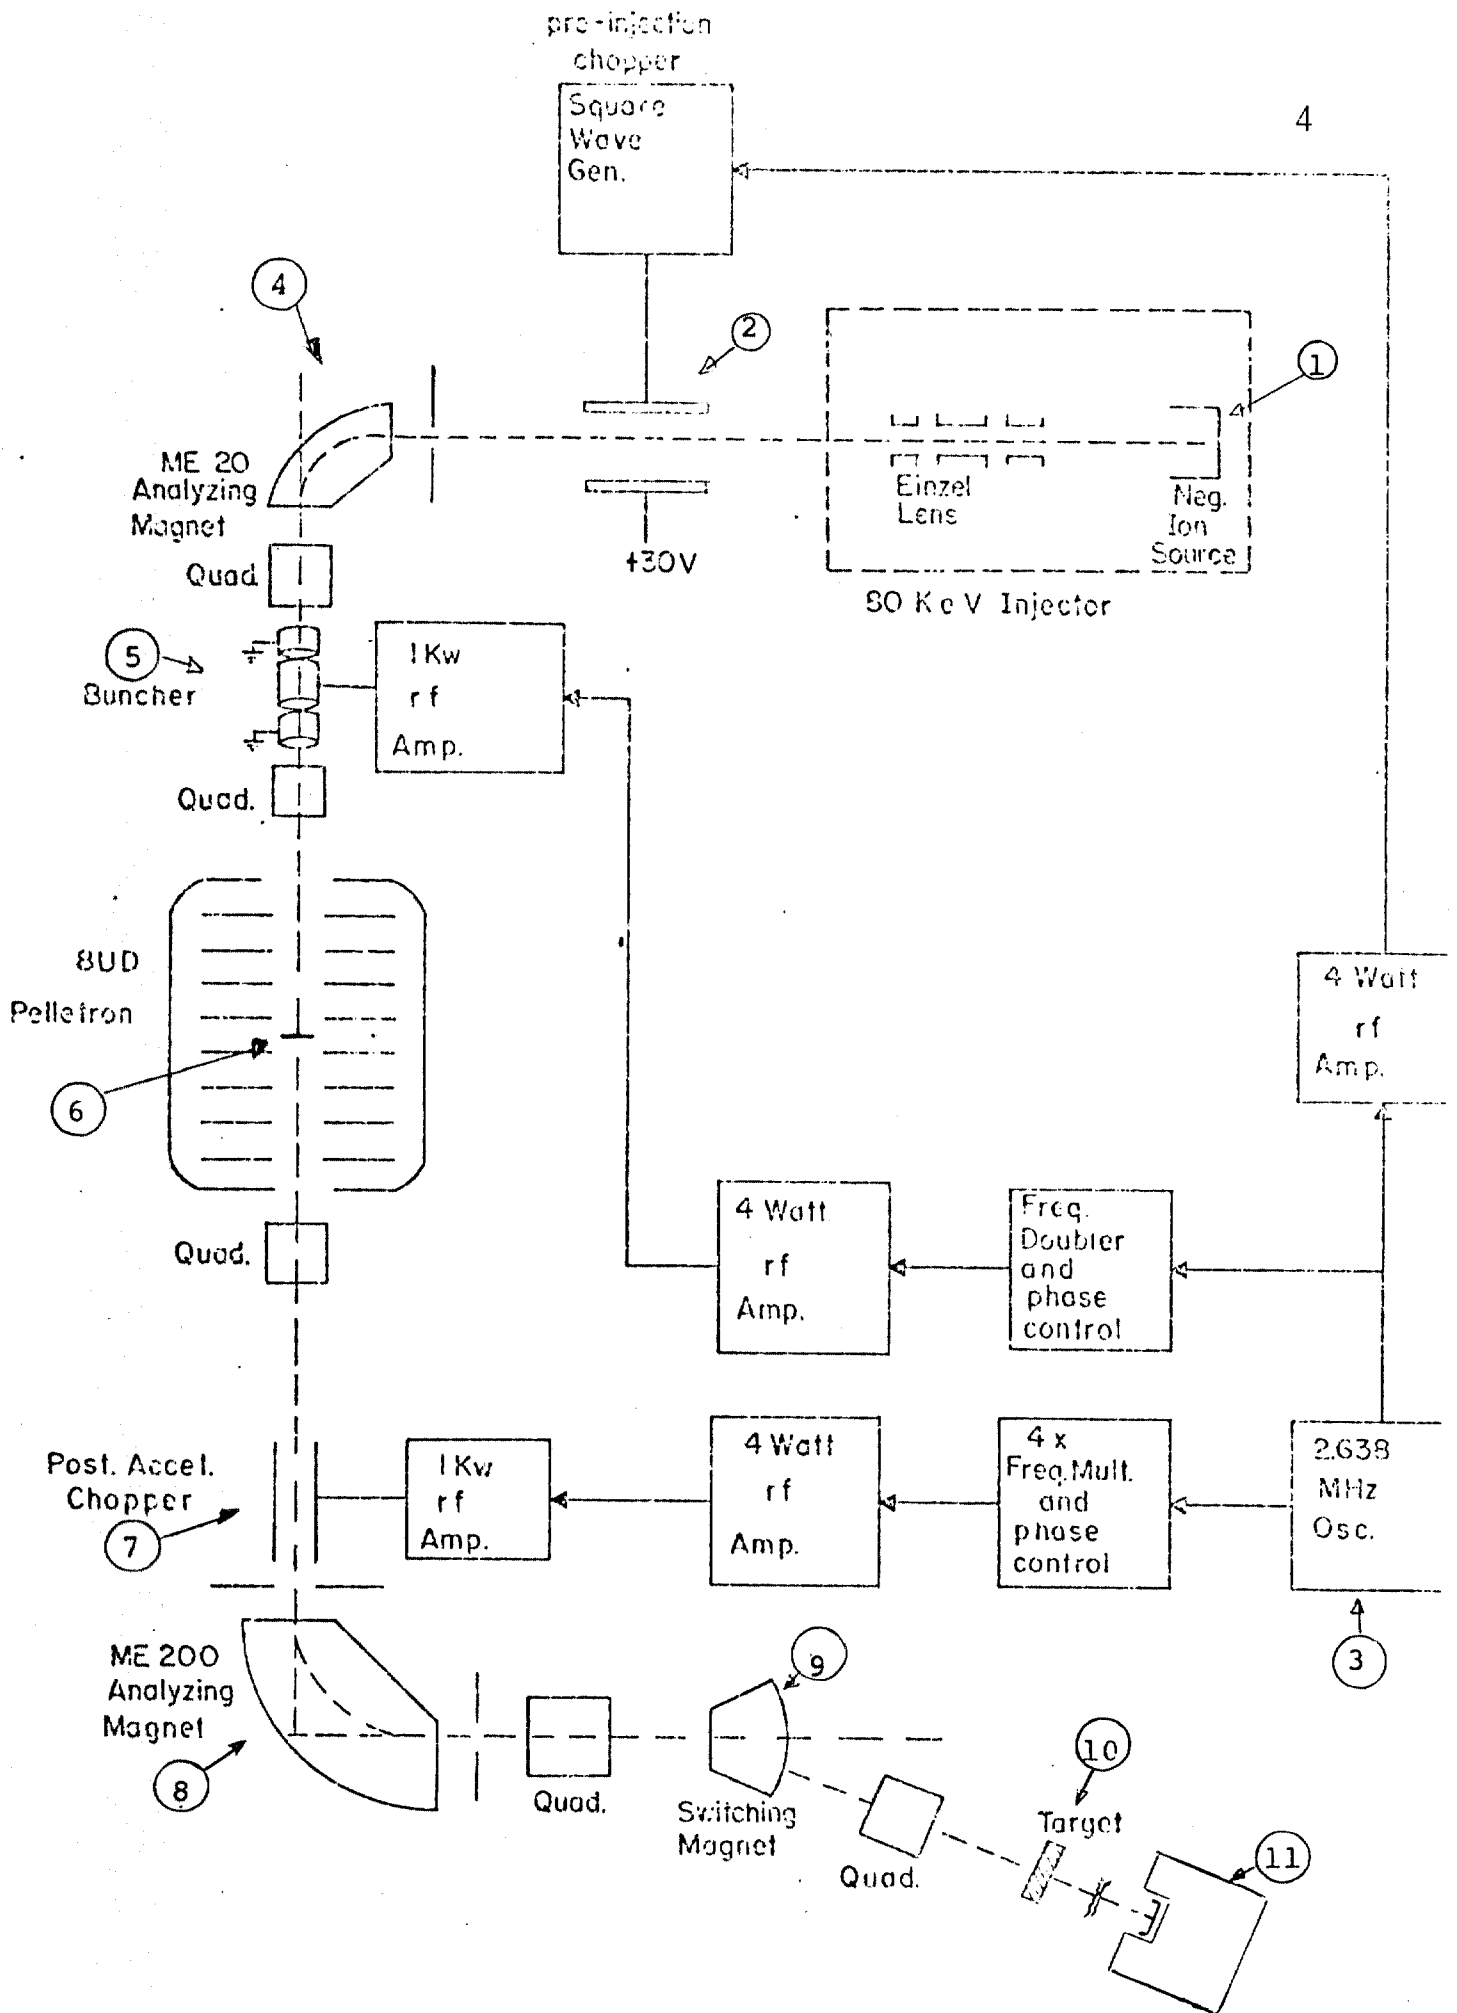 pre-injection
chopper
Square
Wave
Gen.
4
4
2
1
ME 20
Analyzing
Magnet
Einzel
Lens
Neg.
Ion
Source
+30V
Quad
80 KeV Injector
5
Buncher
1Kw
rf
Amp.
Quad.
8UD
Pelletron
4 Watt
rf
Amp.
6
4 Watt
rf
Amp.
Freq.
Doubler
and
phase
control
Quad.
Post. Accel.
Chopper
7
1Kw
rf
Amp.
4 Watt
rf
Amp.
4 x
Freq. Mult.
and
phase
control
2.638
MHz
Osc.
3
ME 200
Analyzing
Magnet
8
9
Quad.
Switching
Magnet
10
Target
Quad.
11